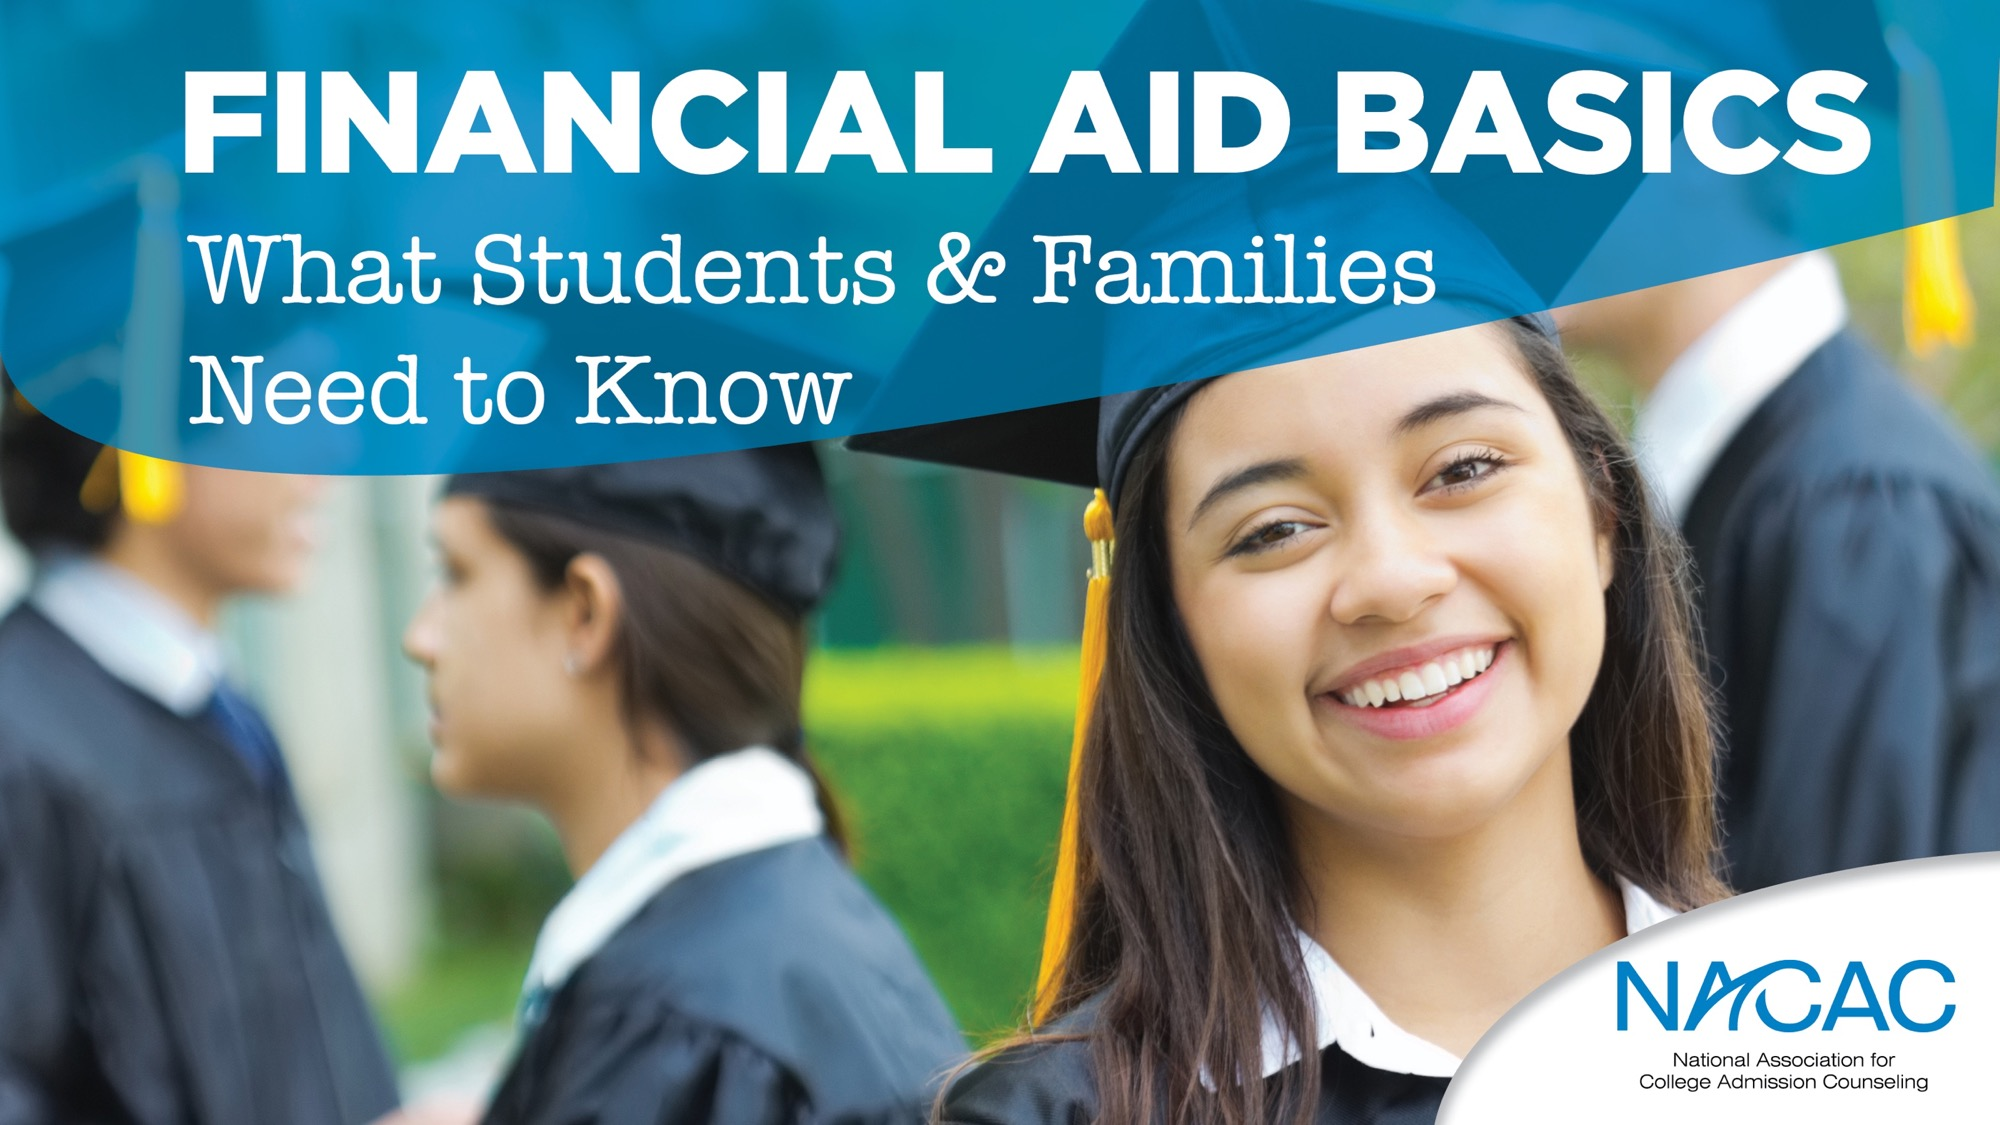 FINANCIAL AID BASICS
What Students & Families
Need to Know
NACAC
National Association for
College Admission Counseling